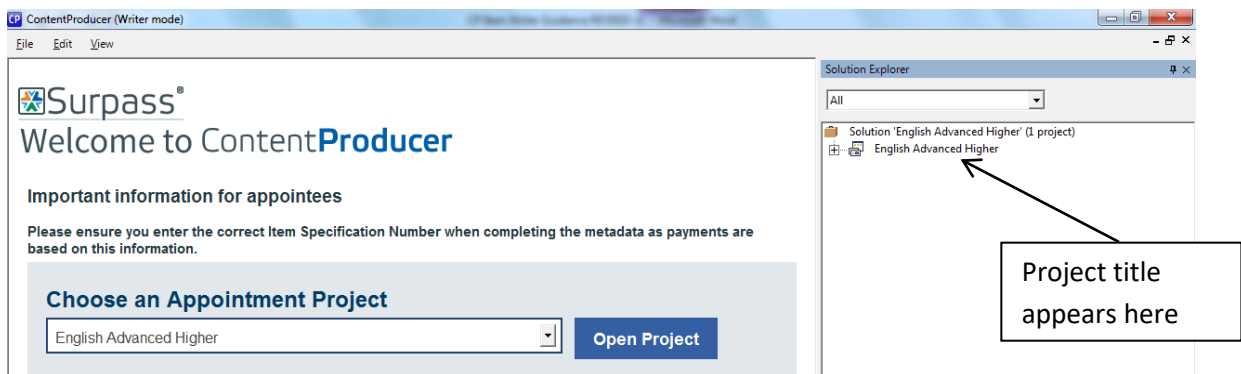 CP ContentProducer (Writer mode)
File Edit View
Surpass®
Welcome to ContentProducer
Important information for appointees
Please ensure you enter the correct Item Specification Number when completing the metadata as payments are
based on this information.
Choose an Appointment Project
English Advanced Higher
Open Project
Solution Explorer
All
Solution 'English Advanced Higher' (1 project)
English Advanced Higher
Project title
appears here